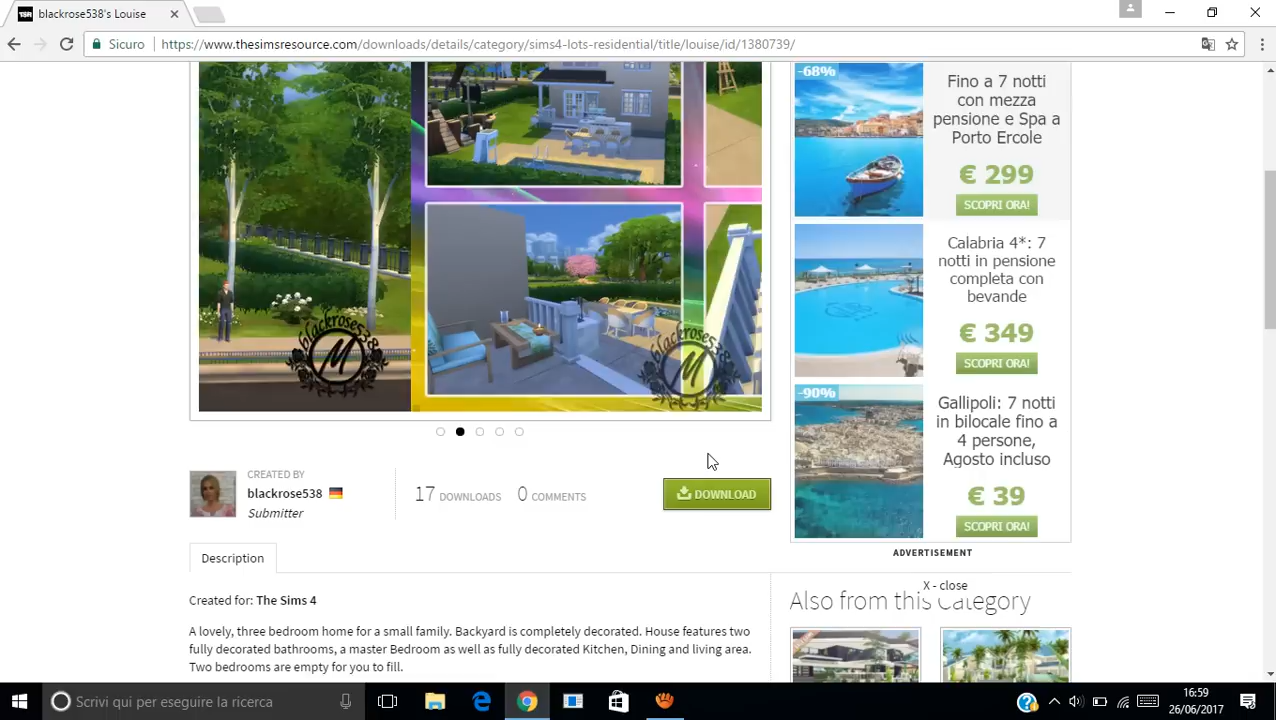 blackrose538's Louise
Sicuro
https://www.thesimsresource.com/downloads/details/category/sims4-lots-residential/title/louise/id/1380739/
blackrose538
M
blackrose538
M
-68%
Fino a 7 notti
con mezza
pensione e Spa a
Porto Ercole
€ 299
SCOPRI ORA!
Calabria 4*: 7
notti in pensione
completa con
bevande
€ 349
SCOPRI ORA!
-90%
Gallipoli: 7 notti
in bilocale fino a
4 persone,
Agosto incluso
€ 39
SCOPRI ORA!
ADVERTISEMENT
X - close
CREATED BY
blackrose538
Submitter
17 DOWNLOADS
0 COMMENTS
DOWNLOAD
Description
Created for: The Sims 4
A lovely, three bedroom home for a small family. Backyard is completely decorated. House features two
fully decorated bathrooms, a master Bedroom as well as fully decorated Kitchen, Dining and living area.
Two bedrooms are empty for you to fill.
Also from this Category
Scrivi qui per eseguire la ricerca
16:59
26/06/2017